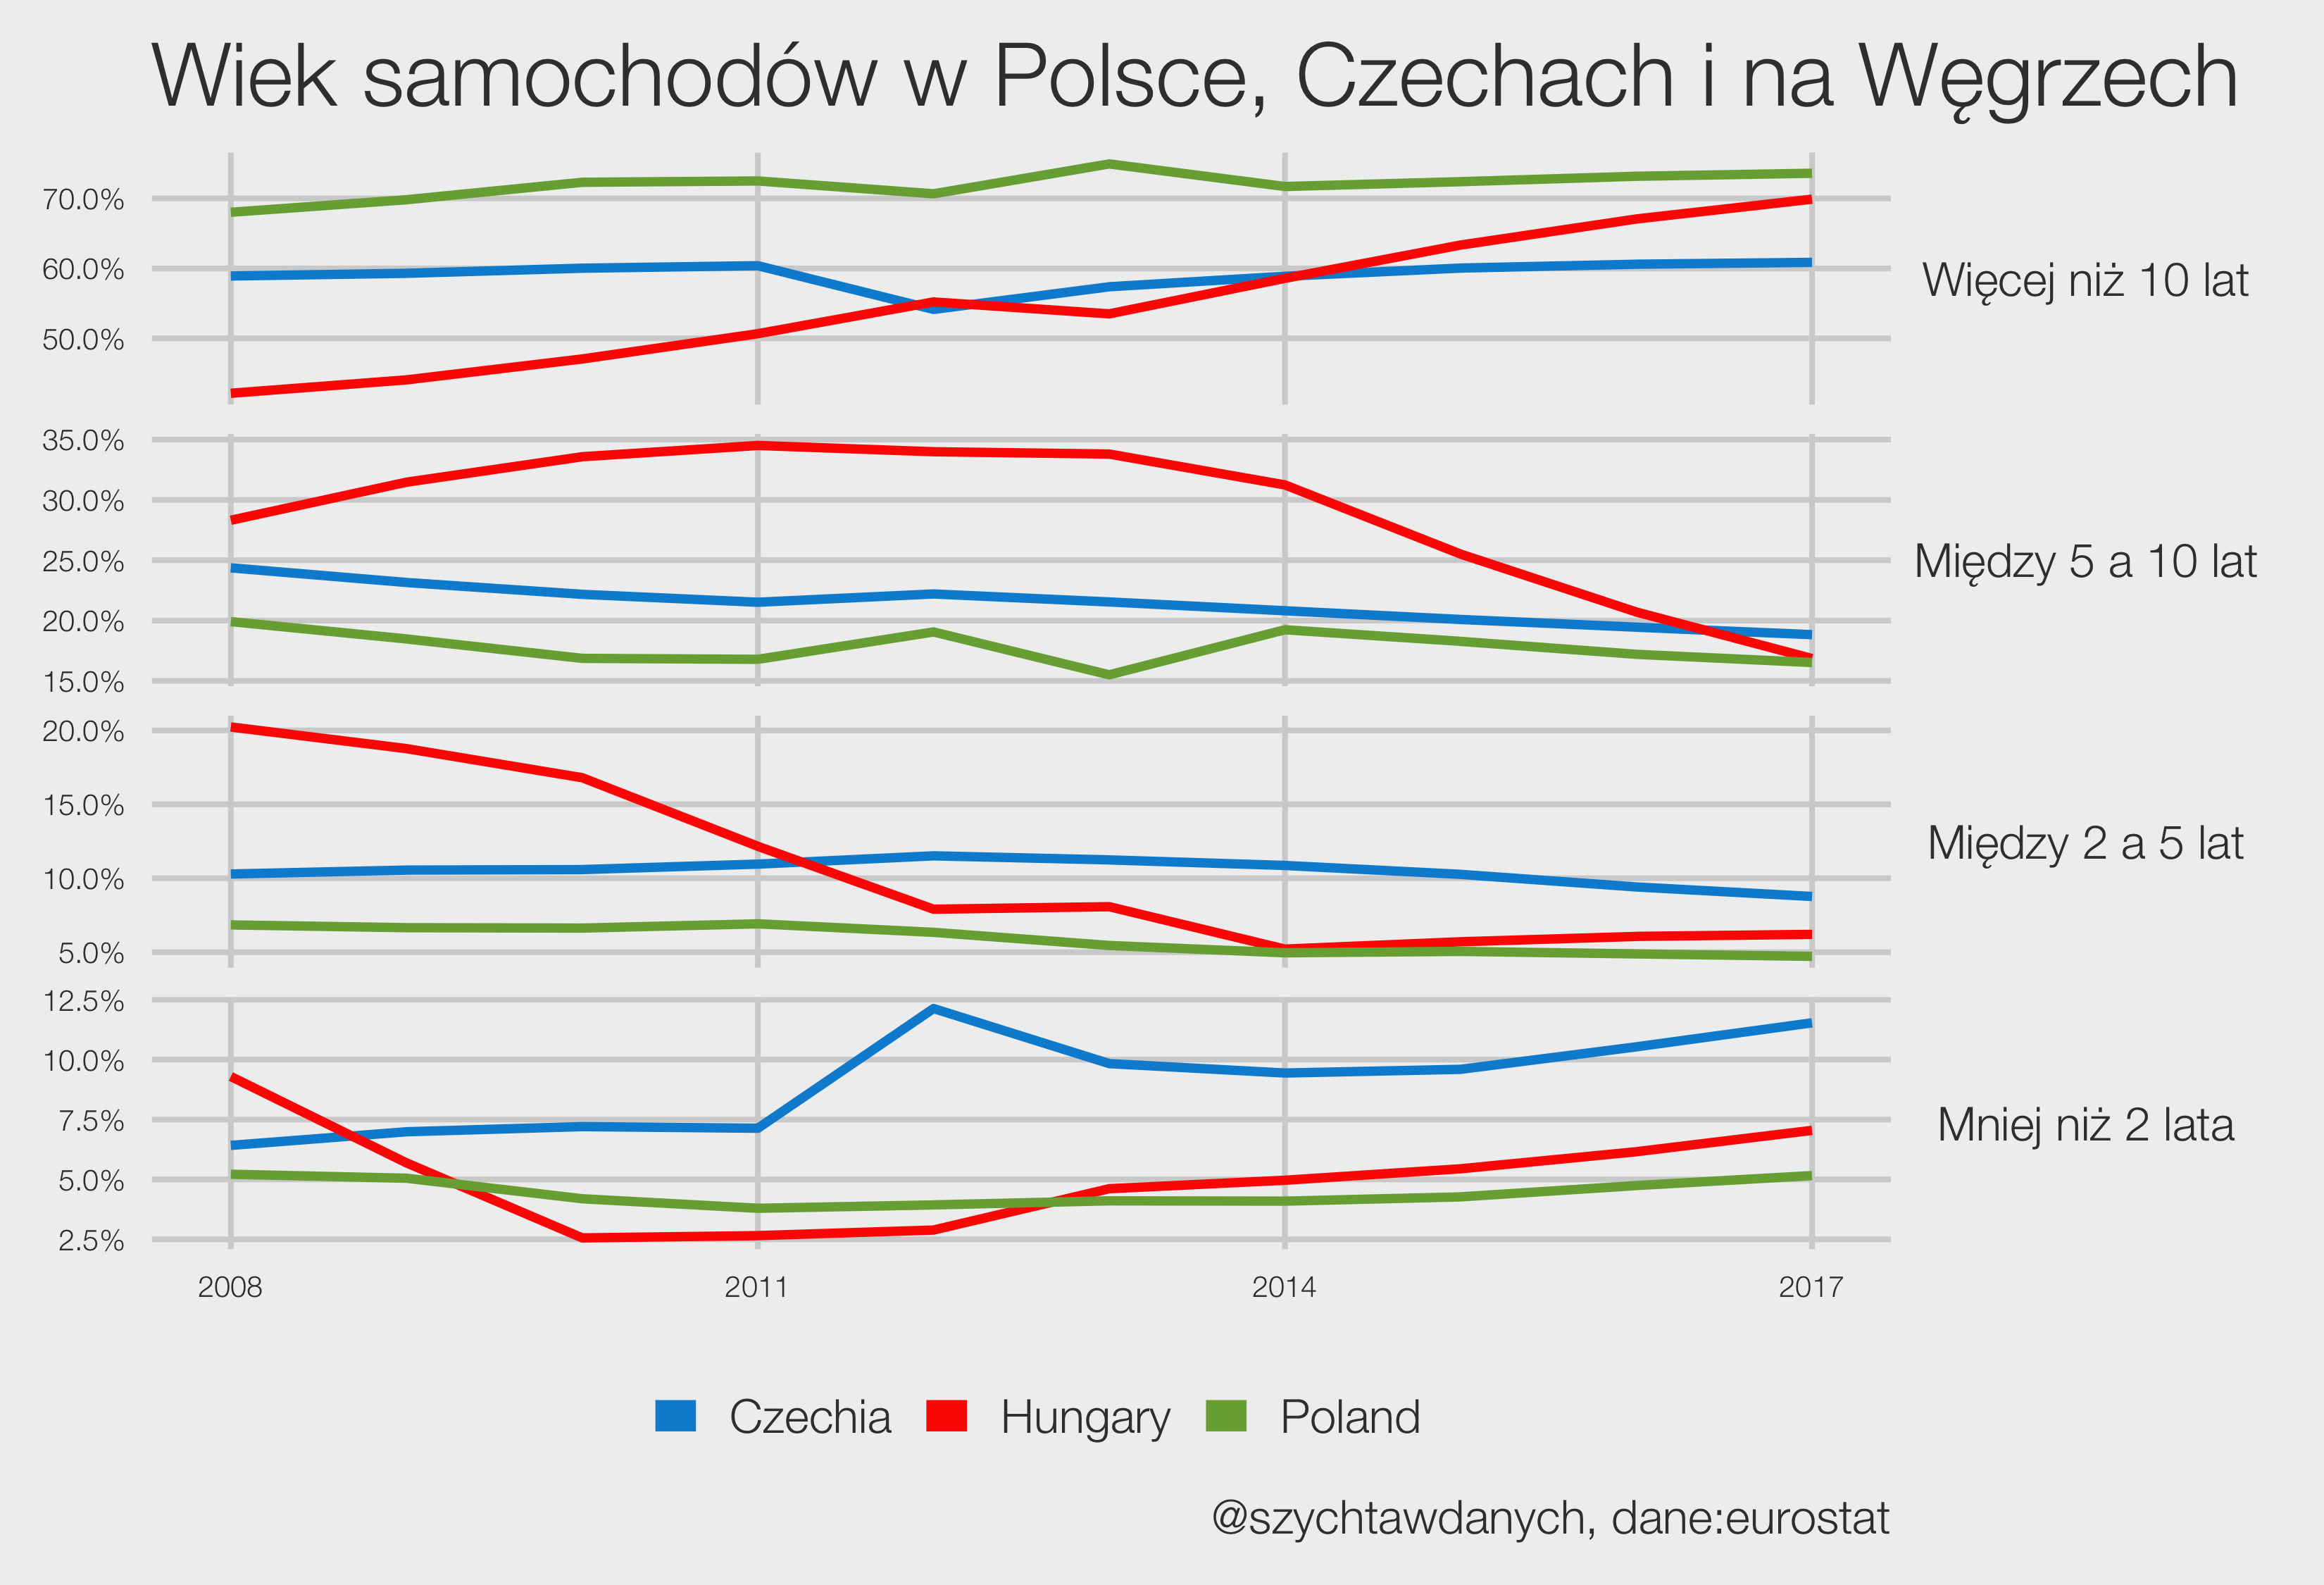 Wiek samochodów w Polsce, Czechach i na Węgrzech
70.0%
60.0%
50.0%
Więcej niż 10 lat
35.0%
30.0%
25.0%
20.0%
15.0%
Między 5 a 10 lat
20.0%
15.0%
10.0%
5.0%
Między 2 a 5 lat
12.5%
10.0%
7.5%
5.0%
2.5%
Mniej niż 2 lata
2008 2011 2014 2017
Czechia Hungary Poland
@szychtawdanych, dane:eurostat